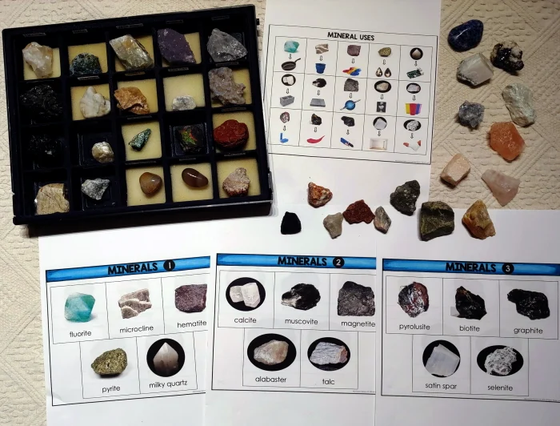 MINERAL USES
MINERALS 1
fluorite
microcline
hematite
pyrite
milky quartz
MINERALS 2
calcite
muscovite
magnetite
alabaster
talc
MINERALS 3
pyrolusite
biotite
graphite
satin spar
selenite